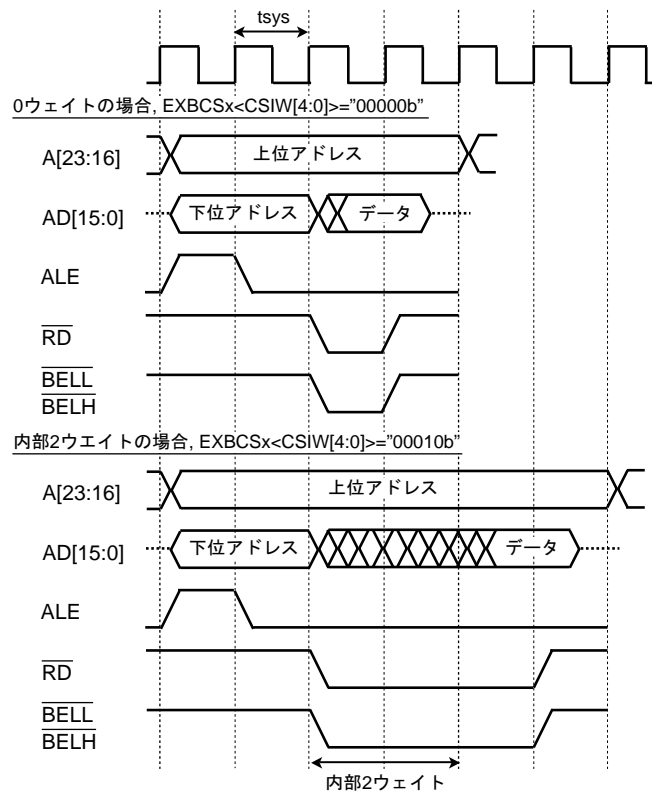 tsys
0ウェイトの場合, EXBCSx<CSIW[4:0]>="00000b"
A[23:16]
上位アドレス
AD[15:0]
下位アドレス
データ
ALE
RD
BELL
BELH
内部2ウエイトの場合, EXBCSx<CSIW[4:0]>="00010b"
A[23:16]
上位アドレス
AD[15:0]
下位アドレス
データ
ALE
RD
BELL
BELH
内部2ウェイト